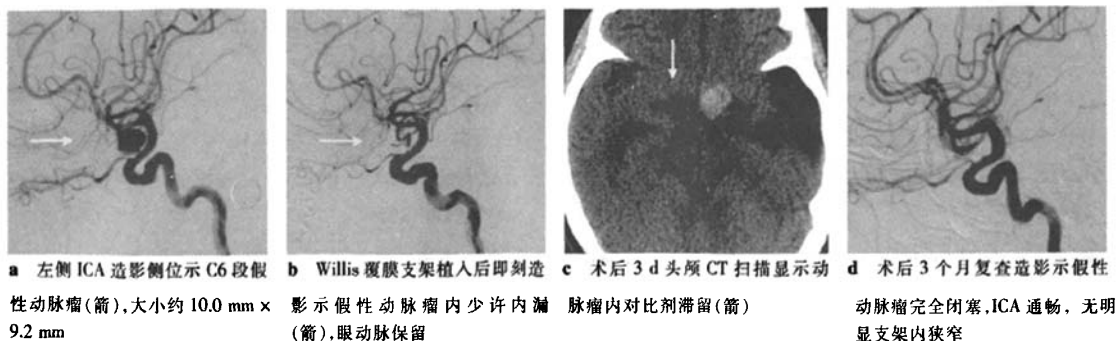 a 左侧 ICA 造影侧位示 C6 段假
性动脉瘤(箭),大小约 10.0 mm ×
9.2 mm
b Willis 覆膜支架植入后即刻造
影示假性动脉瘤内少许内漏
(箭),眼动脉保留
c 术后 3 d 头颅 CT 扫描显示动
脉瘤内对比剂滞留(箭)
d 术后 3 个月复查造影示假性
动脉瘤完全闭塞,ICA 通畅，无明
显支架内狭窄